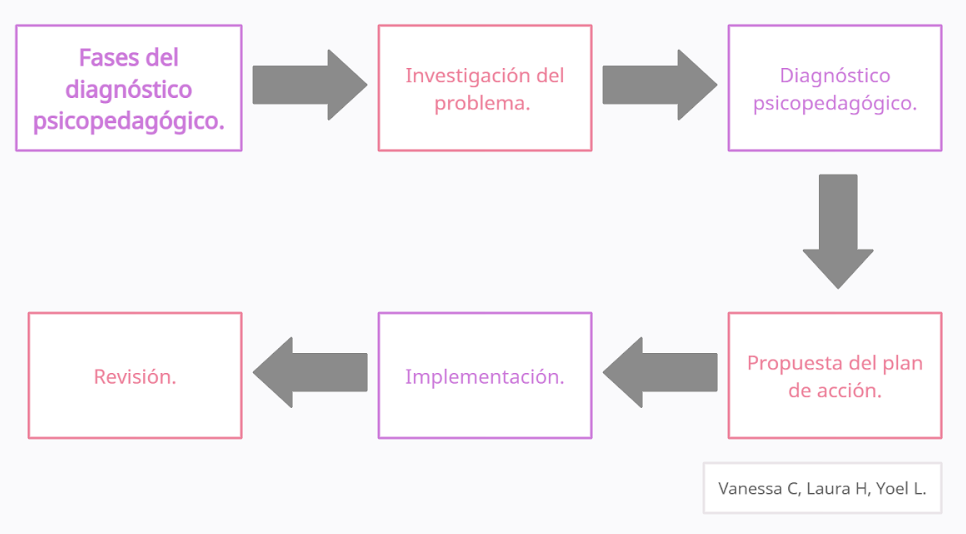 Fases del
diagnóstico
psicopedagógico.
Investigación del
problema.
Diagnóstico
psicopedagógico.
Propuesta del plan
de acción.
Implementación.
Revisión.
Vanessa C, Laura H, Yoel L.